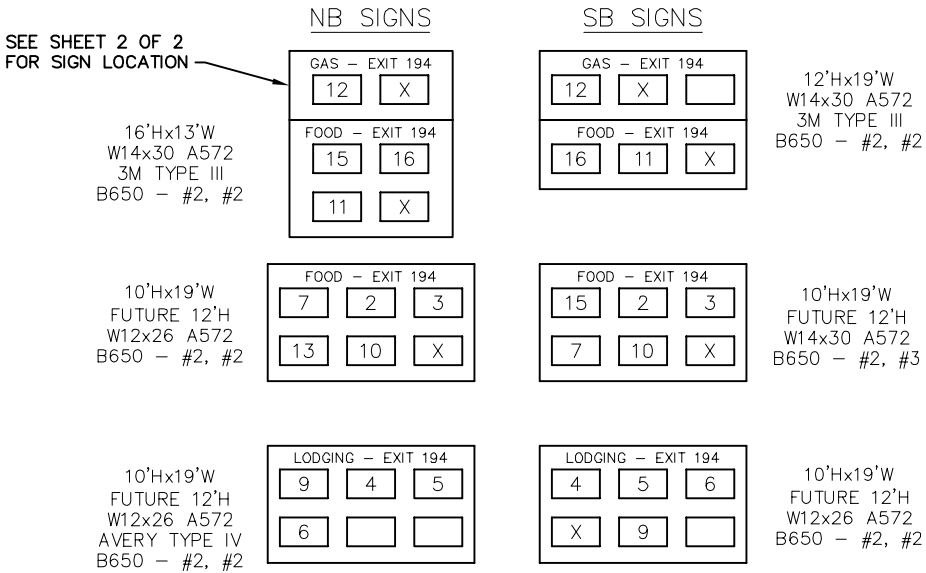 NB SIGNS
SB SIGNS
SEE SHEET 2 OF 2
FOR SIGN LOCATION
GAS – EXIT 194
12 X
FOOD – EXIT 194
15 16
11 X
16'Hx13'W
W14x30 A572
3M TYPE III
B650 – #2, #2
GAS – EXIT 194
12 X
FOOD – EXIT 194
16 11 X
12'Hx19'W
W14x30 A572
3M TYPE III
B650 – #2, #2
10'Hx19'W
FUTURE 12'H
W12x26 A572
B650 – #2, #2
FOOD – EXIT 194
7 2 3
13 10 X
FOOD – EXIT 194
15 2 3
7 10 X
10'Hx19'W
FUTURE 12'H
W14x30 A572
B650 – #2, #3
10'Hx19'W
FUTURE 12'H
W12x26 A572
AVERY TYPE IV
B650 – #2, #2
LODGING – EXIT 194
9 4 5
6
LODGING – EXIT 194
4 5 6
X 9
10'Hx19'W
FUTURE 12'H
W12x26 A572
B650 – #2, #2